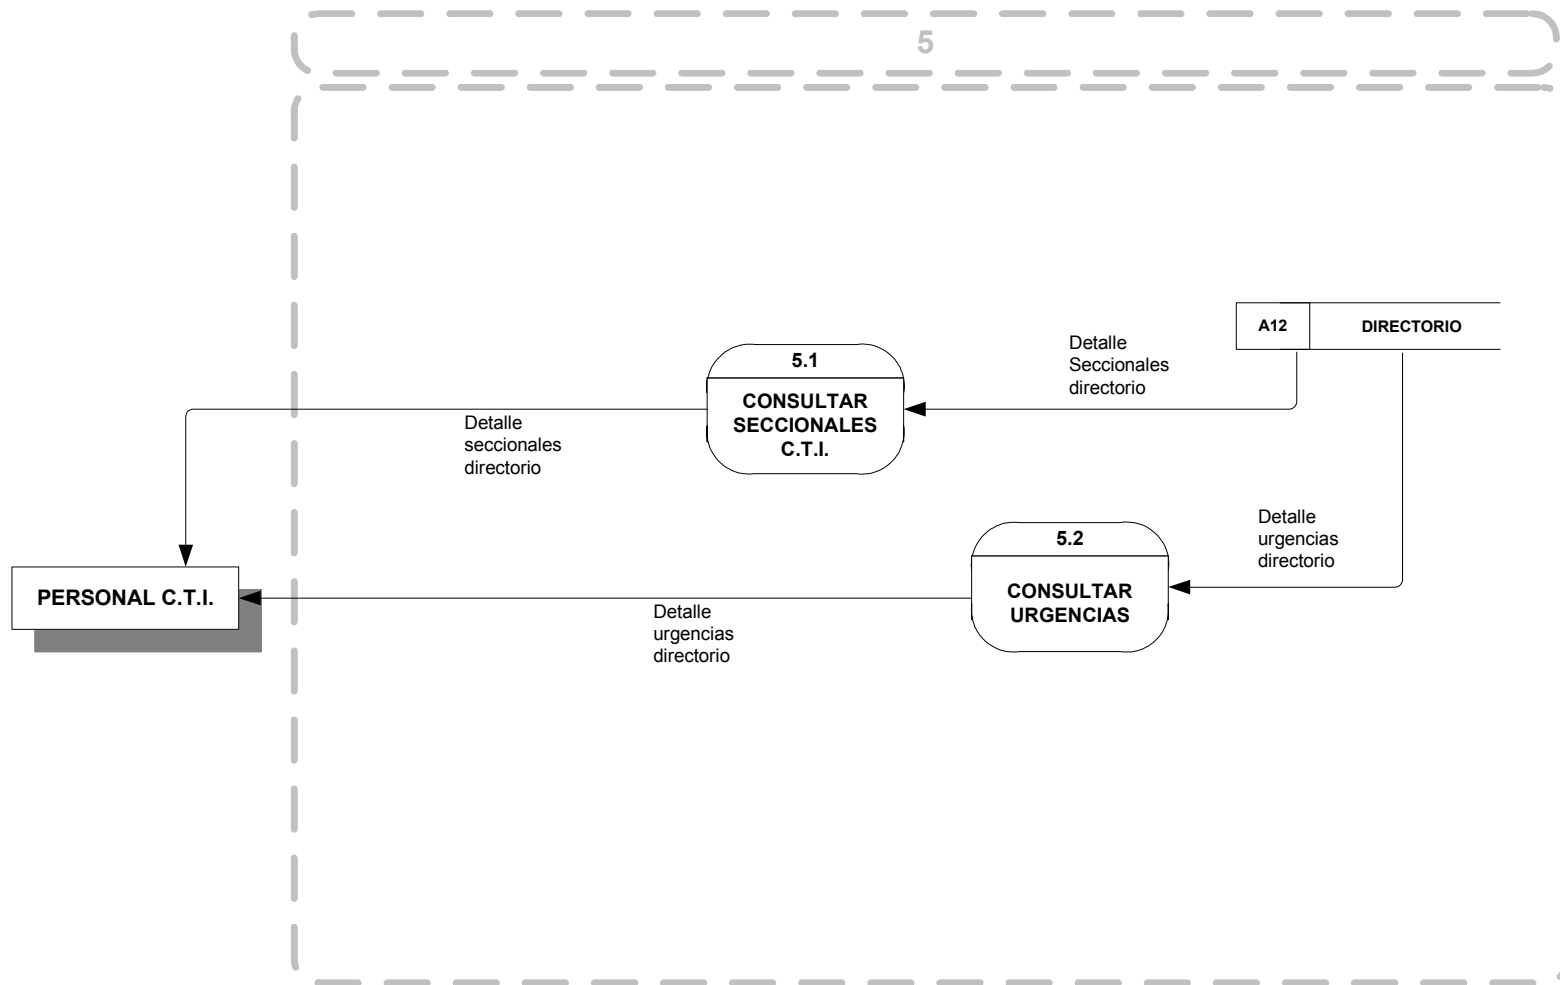 5
A12
DIRECTORIO
Detalle
Seccionales
directorio
5.1
CONSULTAR
SECCIONALES
C.T.I.
Detalle
seccionales
directorio
Detalle
urgencias
directorio
5.2
CONSULTAR
URGENCIAS
PERSONAL C.T.I.
Detalle
urgencias
directorio